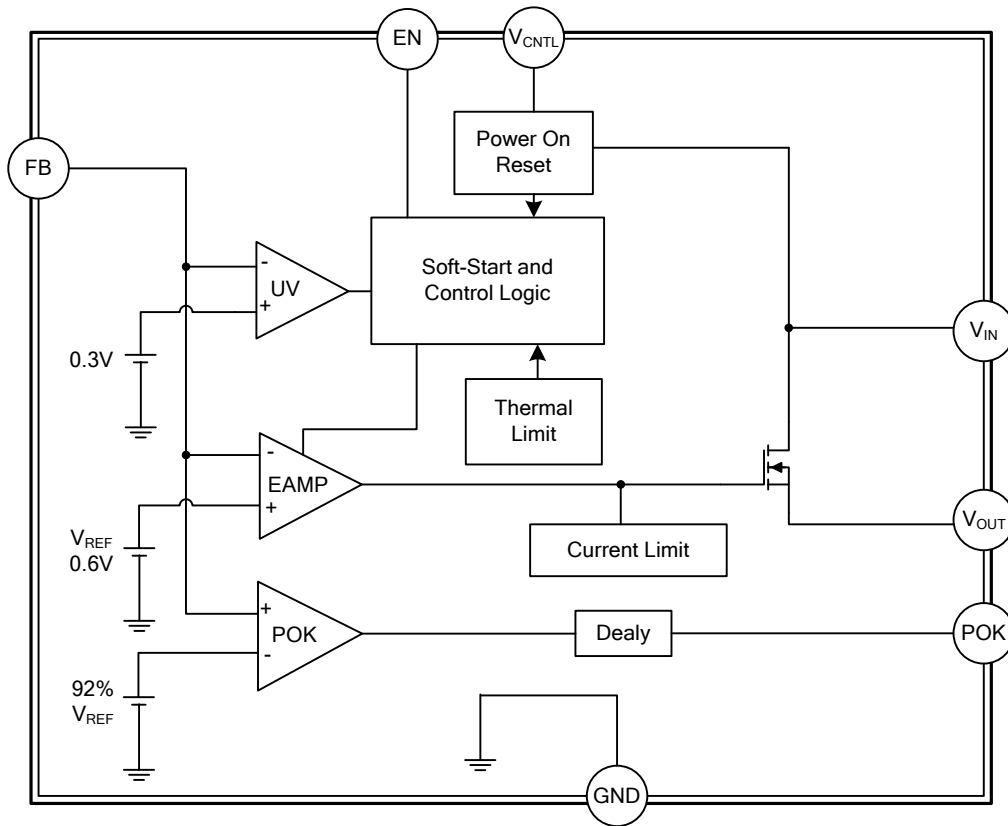 EN
VCNTL
Power On
Reset
FB
-
UV
+
Soft-Start and
Control Logic
0.3V
VIN
Thermal
Limit
-
EAMP
+
VREF
0.6V
VOUT
Current Limit
+
POK
-
Dealy
POK
92%
VREF
GND